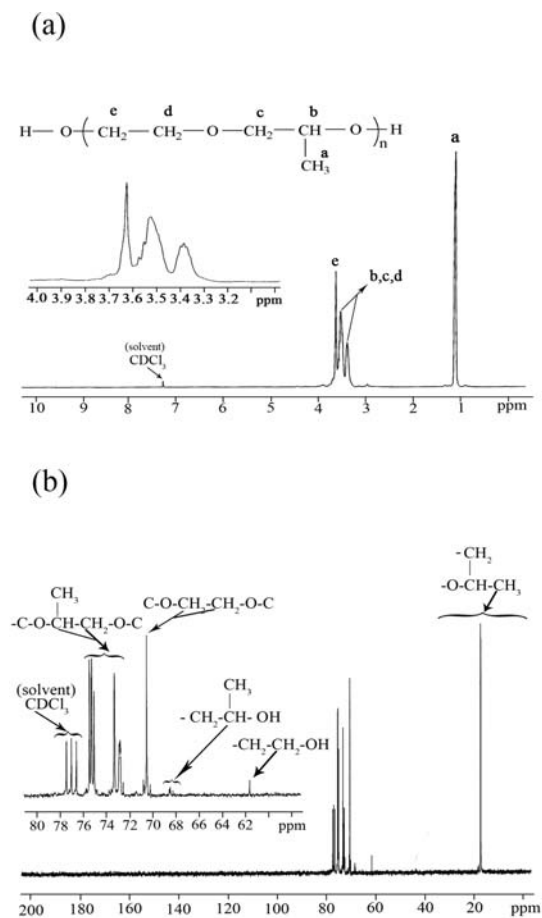 (a)
e d c b
H—O—(CH₂—CH₂—O—CH₂—CH—O)ₙ—H
a
CH₃
a
e
b,c,d
4.0 3.9 3.8 3.7 3.6 3.5 3.4 3.3 3.2 ppm
(solvent)
CDCl₃
10 9 8 7 6 5 4 3 2 1 ppm
(b)
-CH₂
-O-CH-CH₃
CH₃
-C-O-CH-CH₂-O-C
C-O-CH₂-CH₂-O-C
(solvent)
CDCl₃
CH₃
-CH₂-CH-OH
-CH₂-CH₂-OH
80 78 76 74 72 70 68 66 64 62 ppm
200 180 160 140 120 100 80 60 40 20 ppm